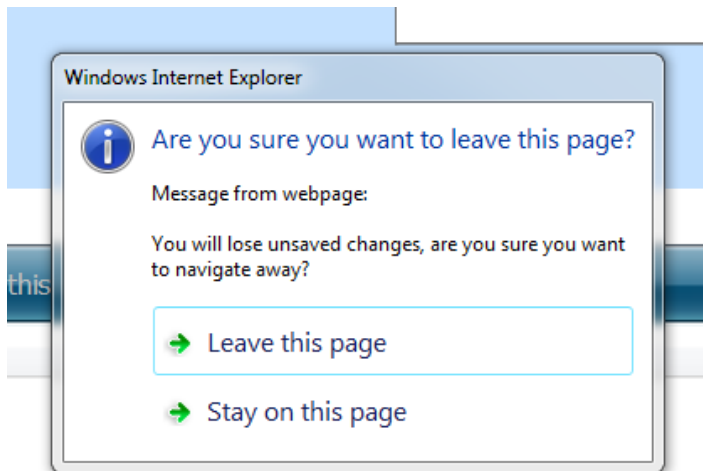 Windows Internet Explorer
Are you sure you want to leave this page?
Message from webpage:
You will lose unsaved changes, are you sure you want
to navigate away?
this
Leave this page
Stay on this page